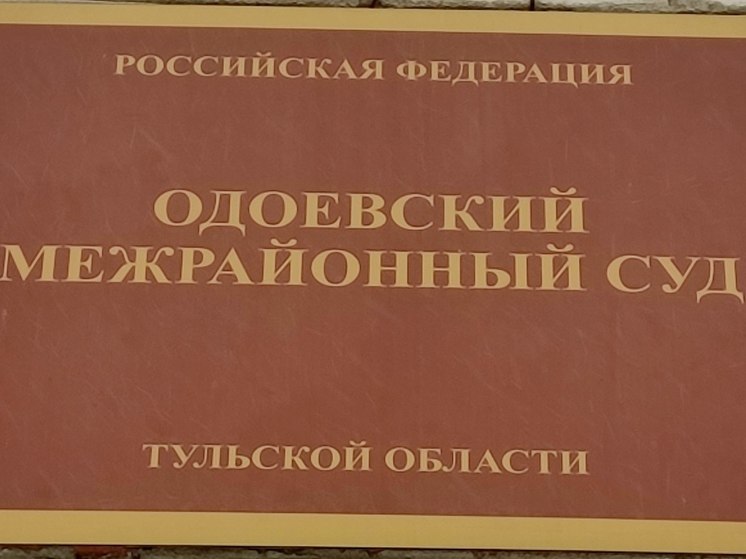 РОССИЙСКАЯ ФЕДЕРАЦИЯ
ОДОЕВСКИЙ
МЕЖРАЙОННЫЙ СУД
ТУЛЬСКОЙ ОБЛАСТИ